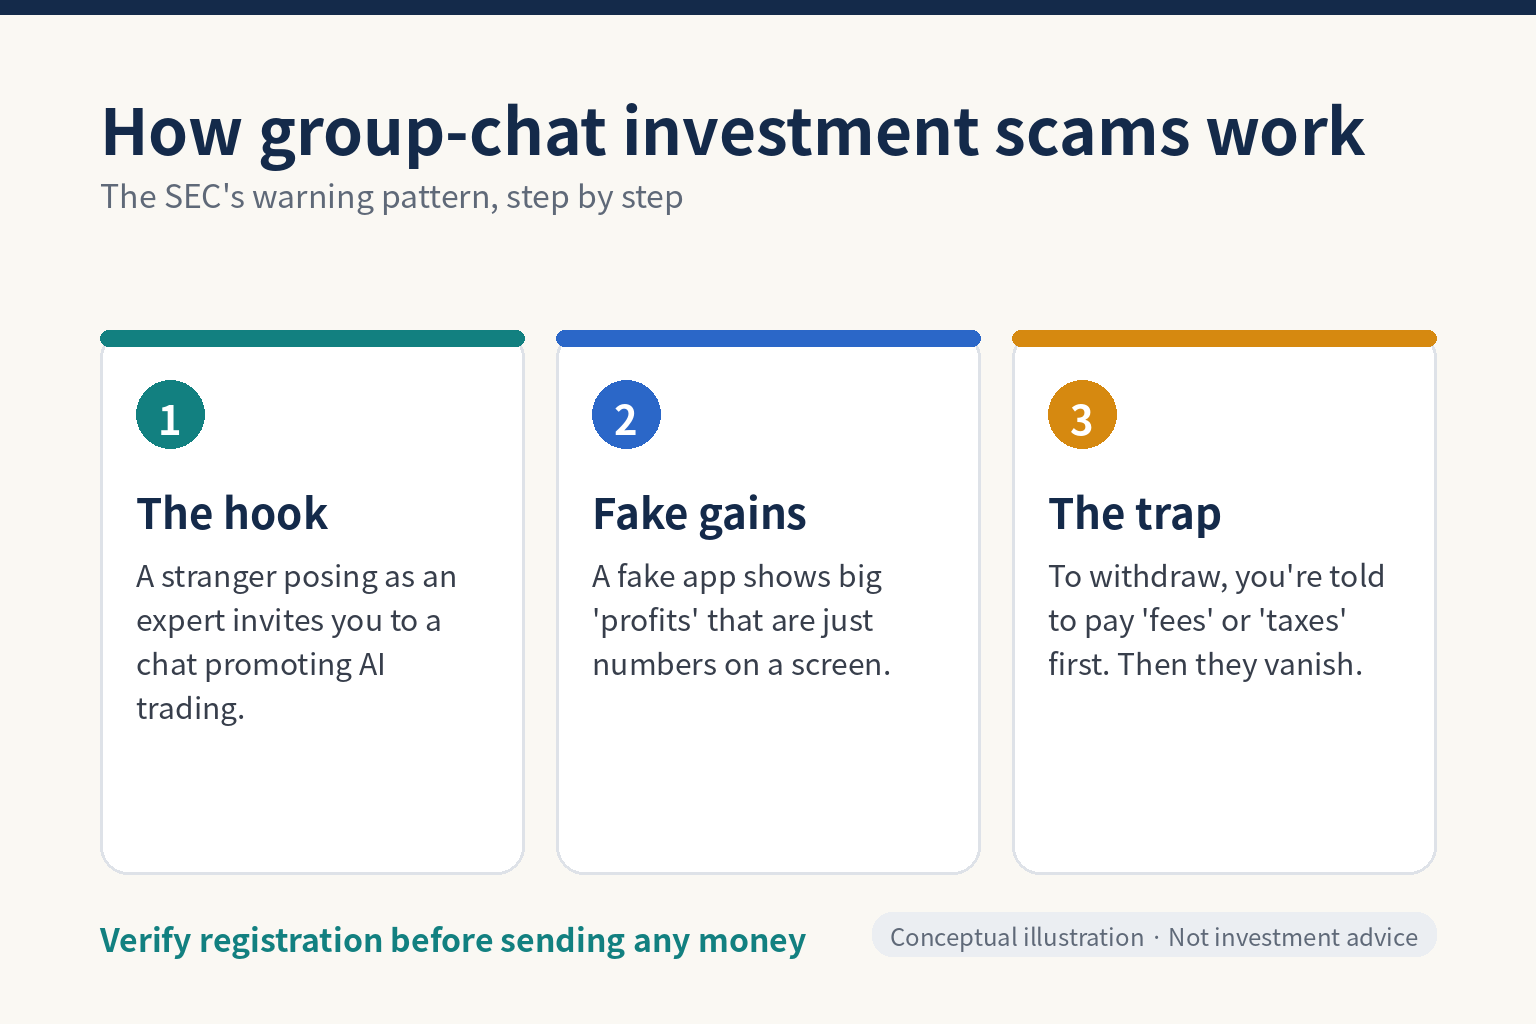 How group-chat investment scams work
The SEC's warning pattern, step by step
1
The hook
A stranger posing as an
expert invites you to a
chat promoting AI
trading.
2
Fake gains
A fake app shows big
'profits' that are just
numbers on a screen.
3
The trap
To withdraw, you're told
to pay 'fees' or 'taxes'
first. Then they vanish.
Verify registration before sending any money
Conceptual illustration · Not investment advice